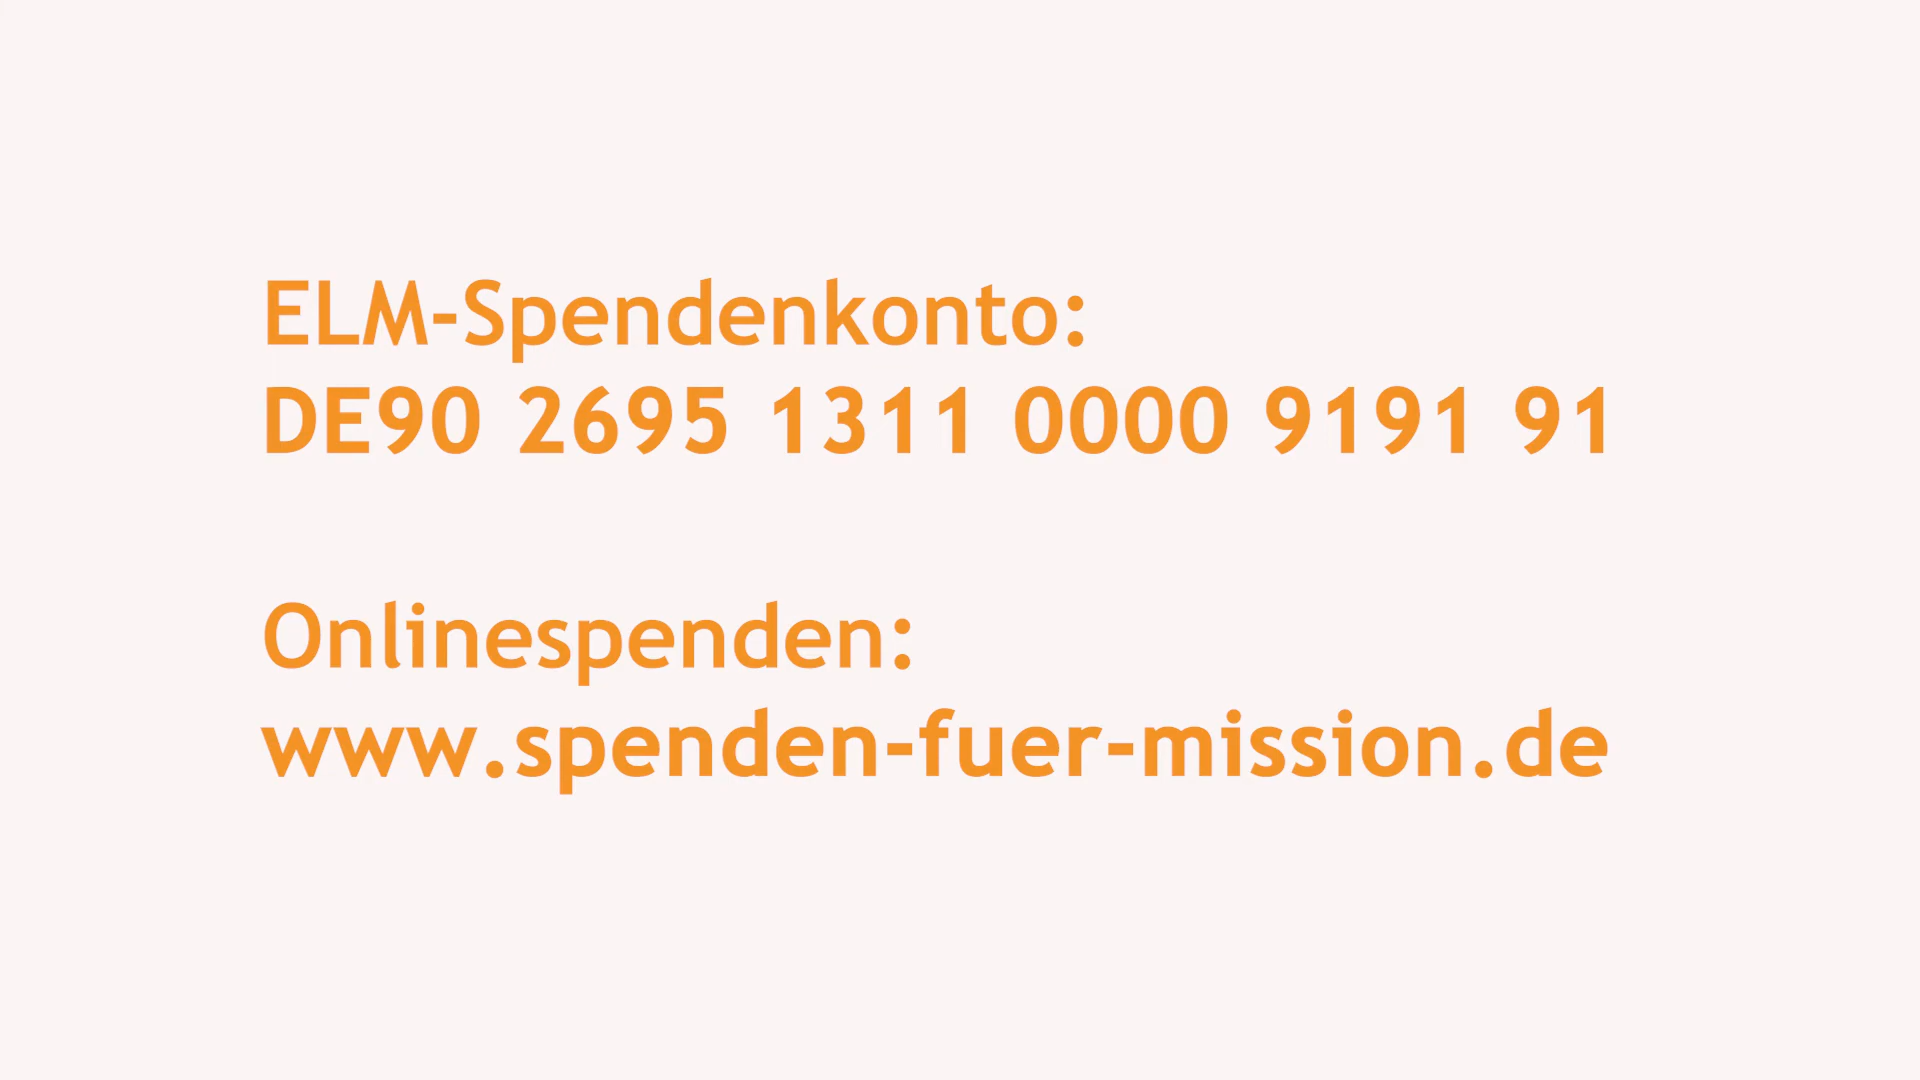 ELM-Spendenkonto:
DE90 2695 1311 0000 9191 91
Onlinespenden:
www.spenden-fuer-mission.de